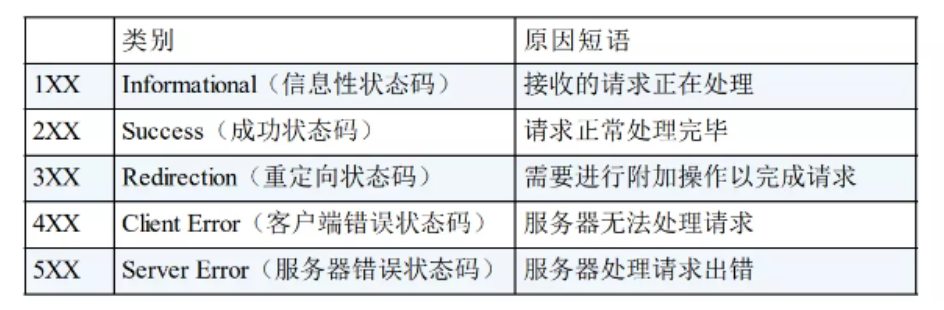 类别 原因短语
1XX Informational（信息性状态码） 接收的请求正在处理
2XX Success（成功状态码） 请求正常处理完毕
3XX Redirection（重定向状态码） 需要进行附加操作以完成请求
4XX Client Error（客户端错误状态码） 服务器无法处理请求
5XX Server Error（服务器错误状态码） 服务器处理请求出错